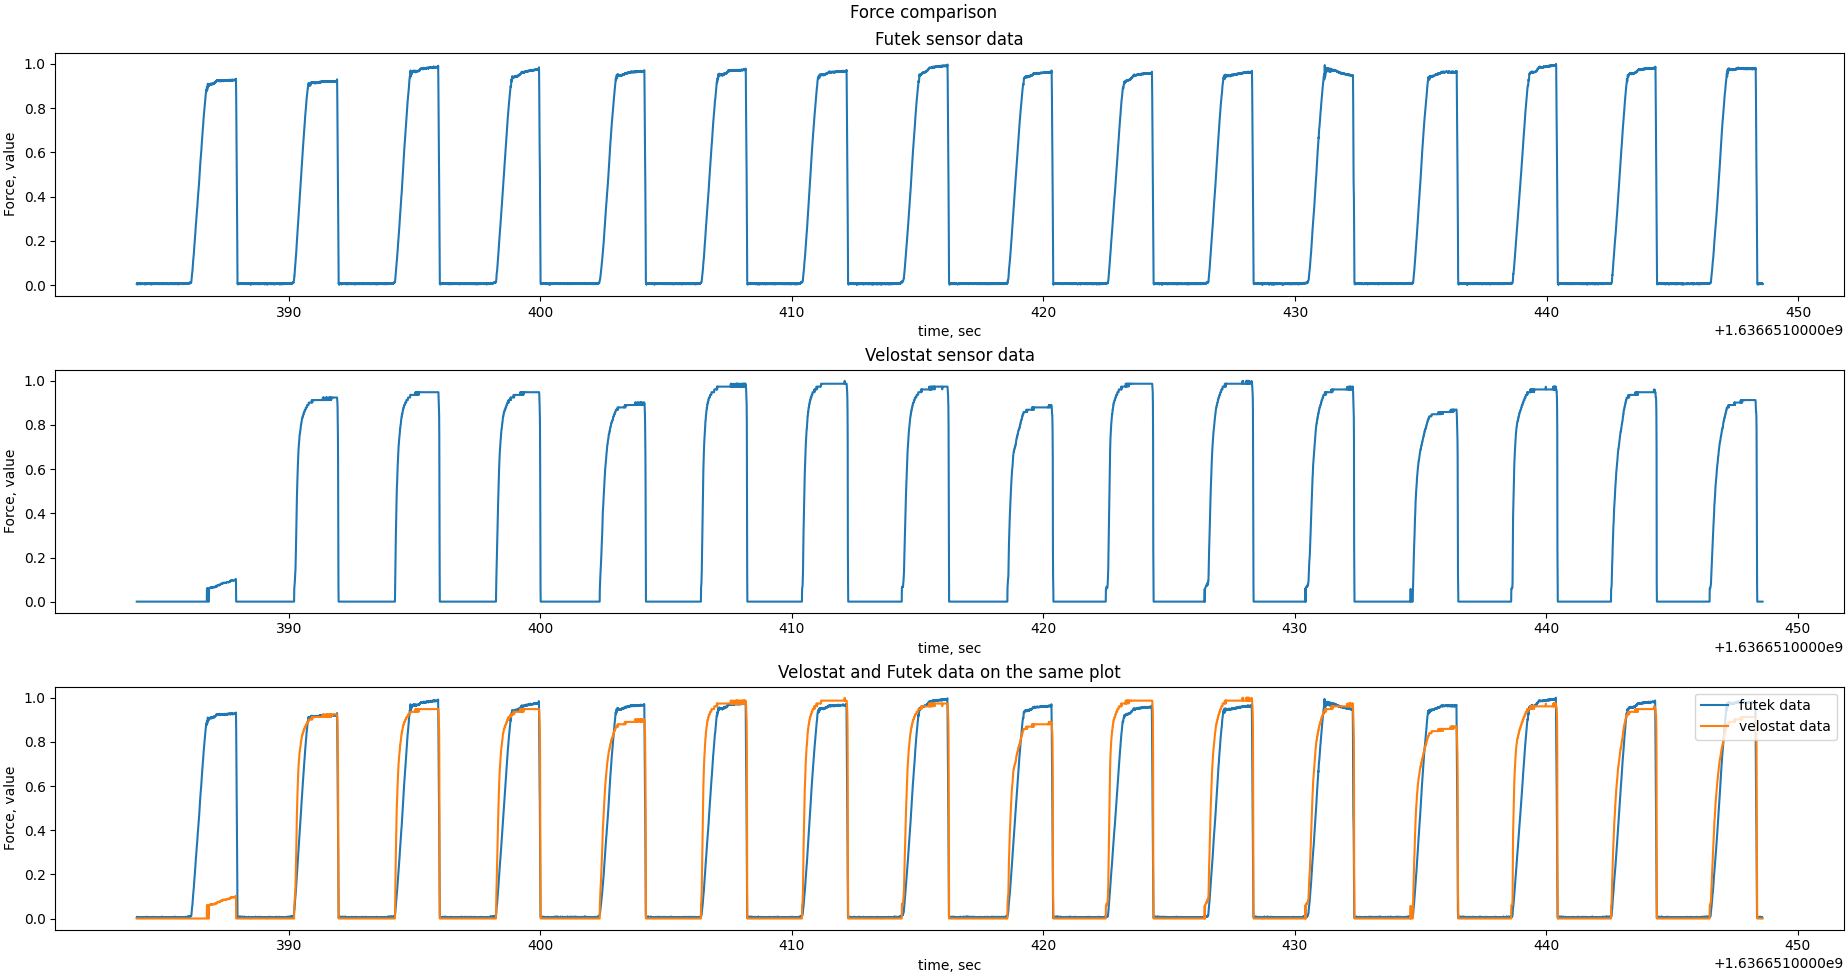 Force comparison
Futek sensor data
1.0
0.8
0.6
0.4
0.2
0.0
Force, value
390 400 410 420 430 440 450
time, sec
+1.6366510000e9
Velostat sensor data
1.0
0.8
0.6
0.4
0.2
0.0
Force, value
390 400 410 420 430 440 450
time, sec
+1.6366510000e9
Velostat and Futek data on the same plot
1.0
0.8
0.6
0.4
0.2
0.0
Force, value
futek data
velostat data
390 400 410 420 430 440 450
time, sec
+1.6366510000e9